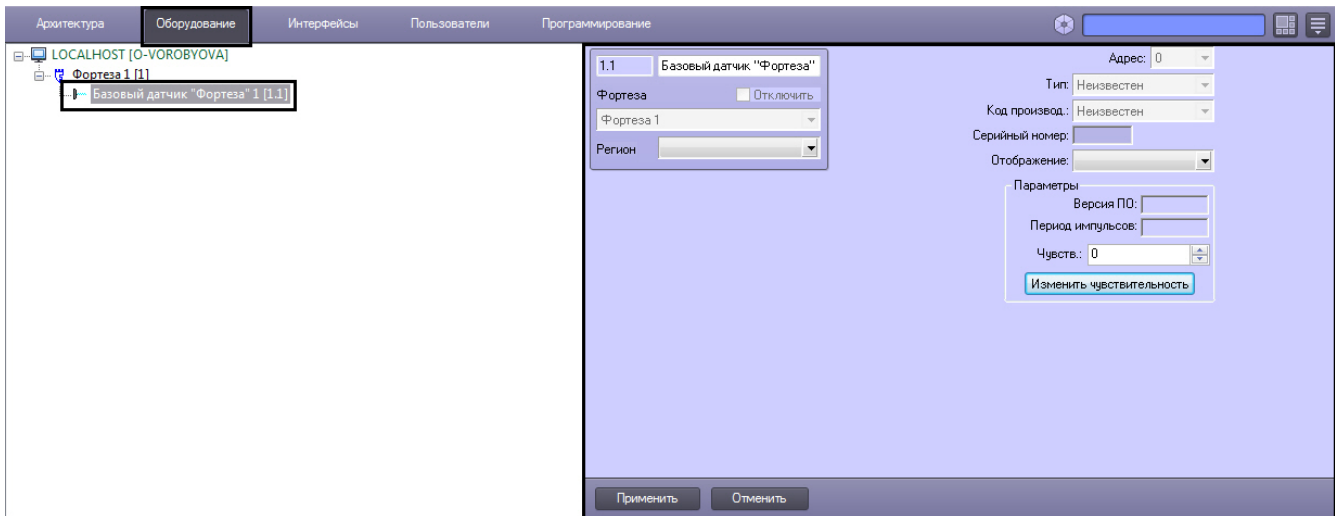 Архитектура Оборудование Интерфейсы Пользователи Программирование
LOCALHOST [O-VOROBYOVA]
Фортеза 1 [1]
Базовый датчик "Фортеза" 1 [1.1]
1.1 Базовый датчик "Фортеза"
Фортеза Отключить
Фортеза 1
Регион
Адрес: 0
Тип: Неизвестен
Код производ.: Неизвестен
Серийный номер:
Отображение:
Параметры
Версия ПО:
Период импульсов:
Чувств.: 0
Изменить чувствительность
Применить Отменить